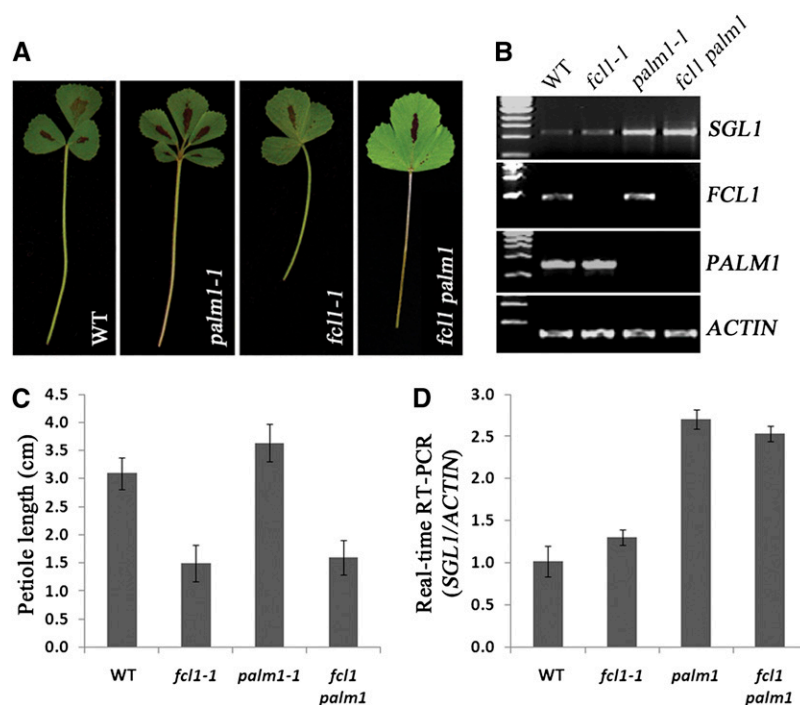 A
WT
palm1-1
fcl1-1
fcl1 palm1
B
WT
fcl1-1
palm1-1
fcl1 palm1
SGL1
FCL1
PALM1
ACTIN
C
Petiole length (cm)
4.5
4.0
3.5
3.0
2.5
2.0
1.5
1.0
0.5
0.0
WT
fcl1-1
palm1-1
fcl1
palm1
D
Real-time RT-PCR
(SGL1/ACTIN)
3.0
2.5
2.0
1.5
1.0
0.5
0.0
WT
fcl1-1
palm1
fcl1
palm1